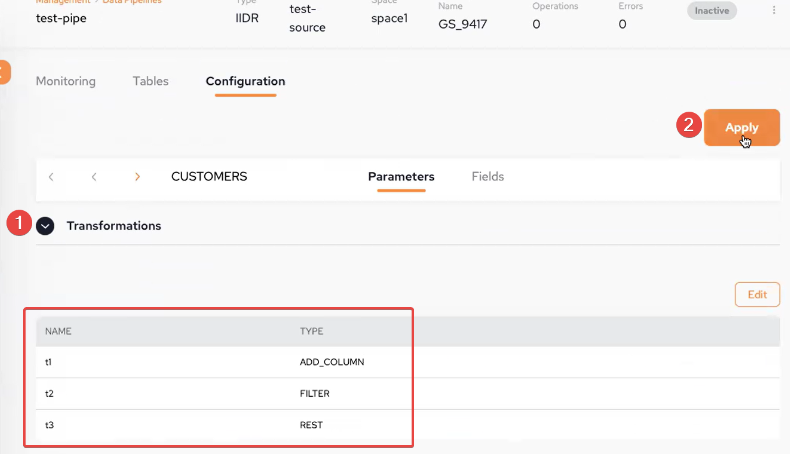 Management > Data Pipelines
Type
Space
Name
Operations
Errors
test-pipe
IIDR
test-source
space1
GS_9417
0
0
Inactive
Monitoring
Tables
Configuration
2
Apply
CUSTOMERS
Parameters
Fields
1
Transformations
Edit
NAME TYPE
t1 ADD_COLUMN
t2 FILTER
t3 REST